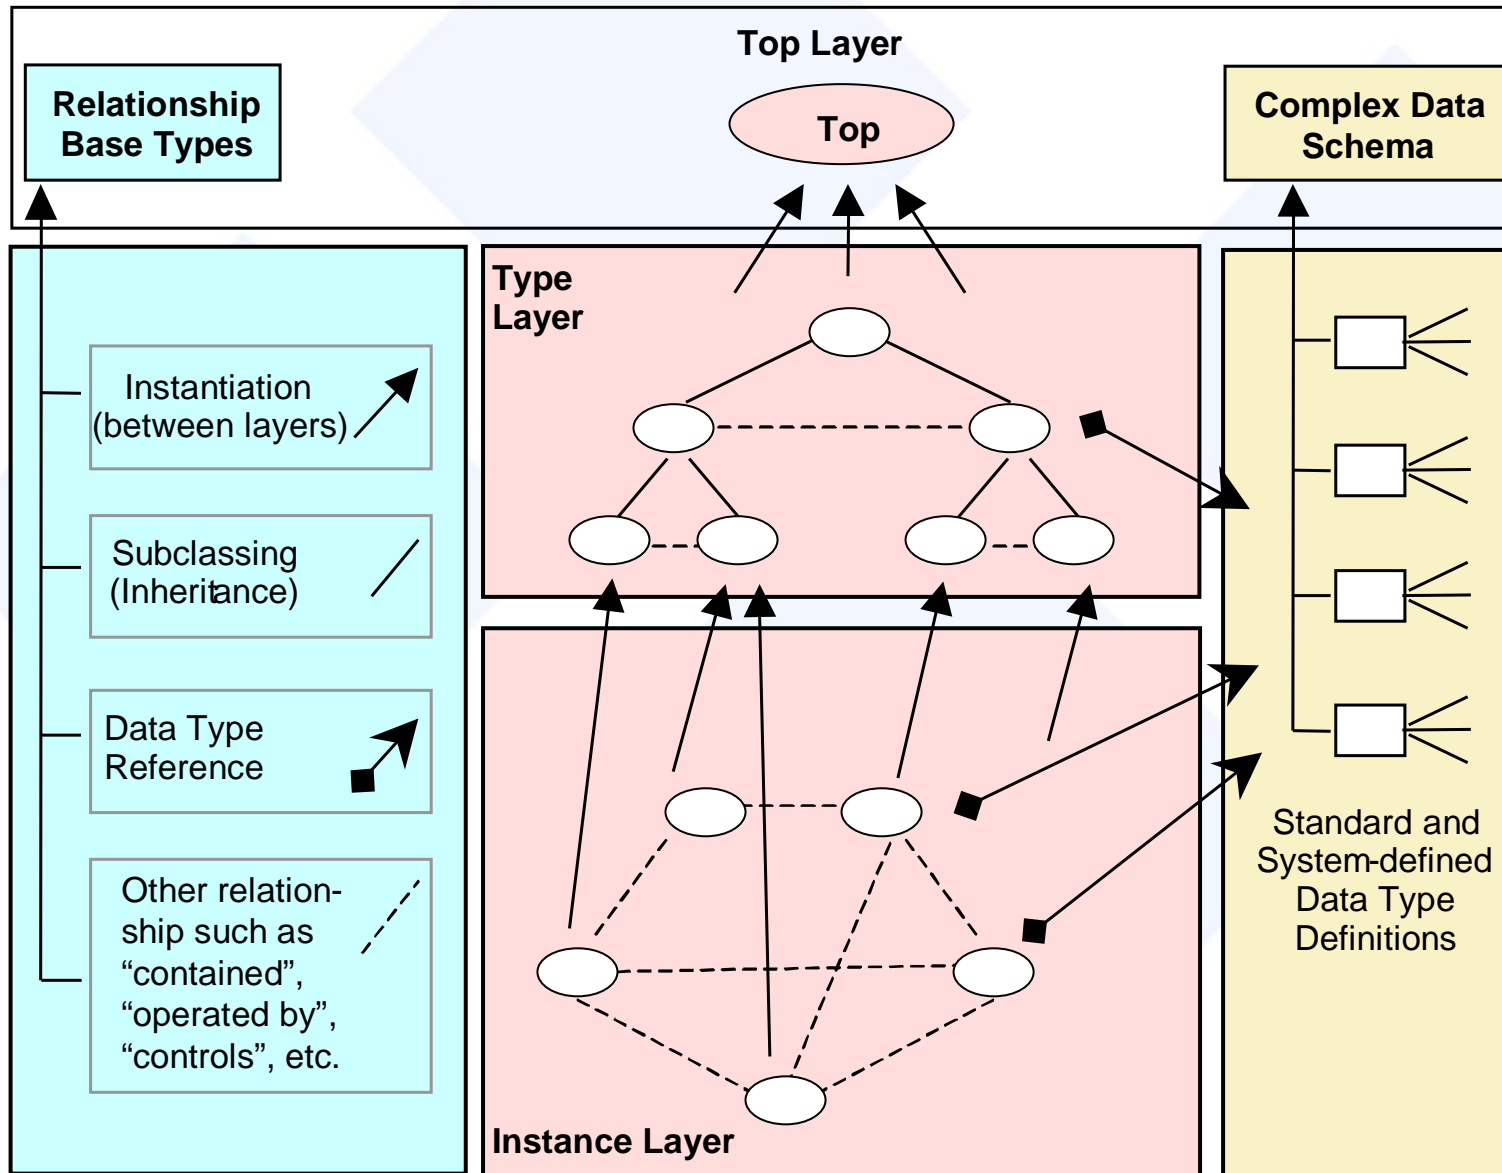 Top Layer
Relationship
Base Types
Top
Complex Data
Schema
Type
Layer
Instantiation
(between layers)
Subclassing
(Inheritance)
Data Type
Reference
Other relation-
ship such as
“contained”,
“operated by”,
“controls”, etc.
Standard and
System-defined
Data Type
Definitions
Instance Layer